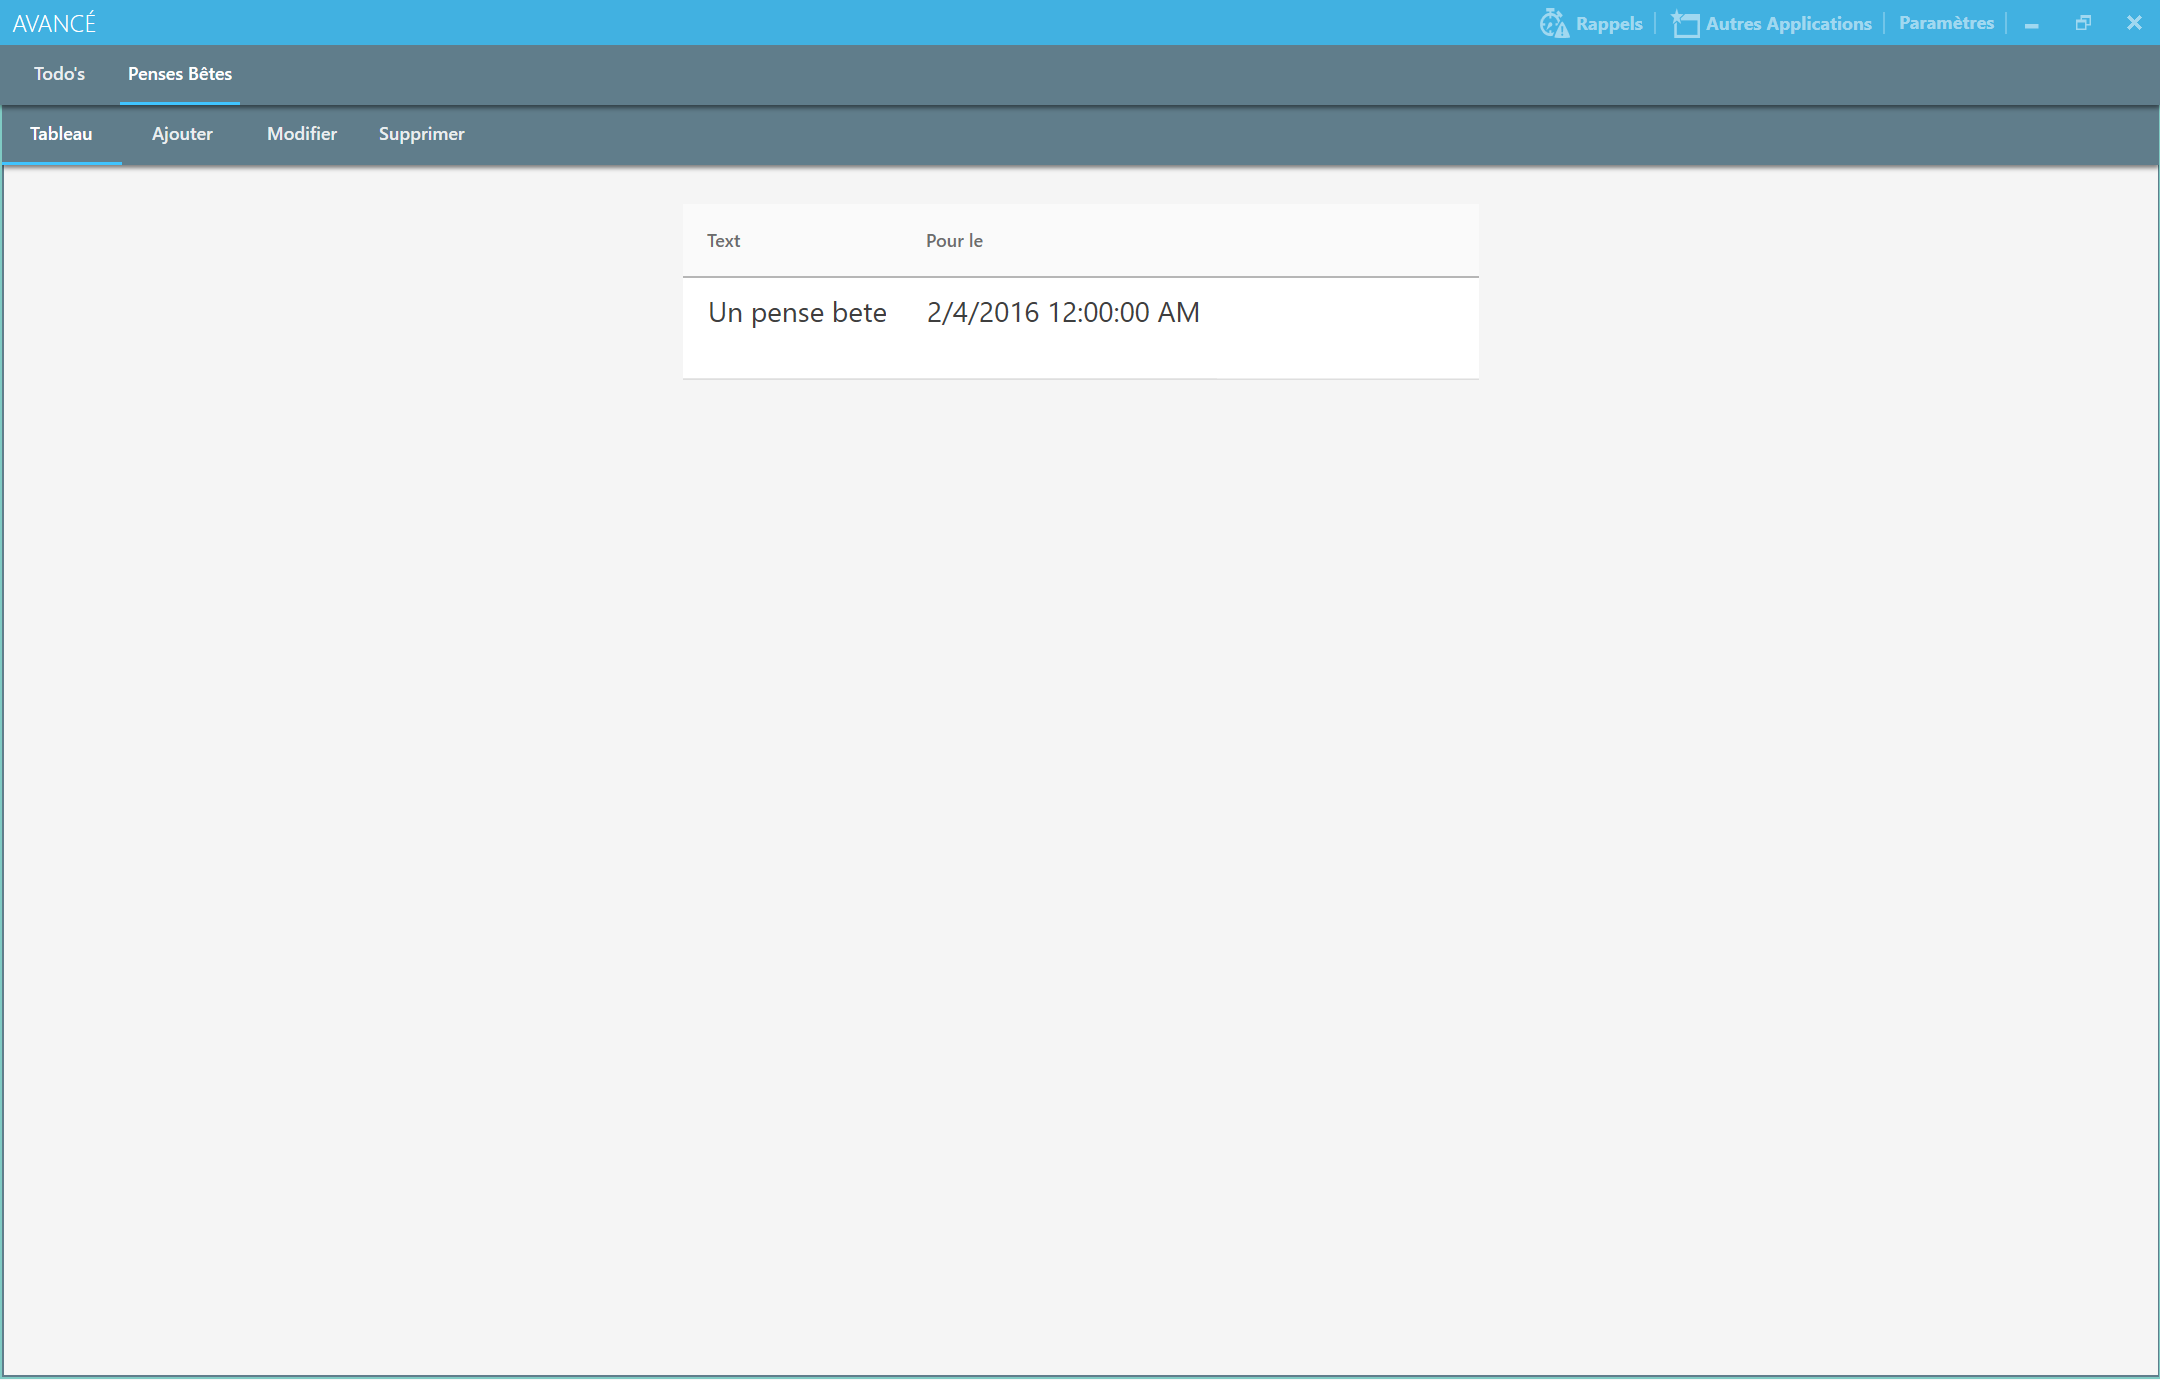 AVANCÉ Rappels Autres Applications Paramètres
Todo's Penses Bêtes
Tableau Ajouter Modifier Supprimer
Text Pour le
Un pense bete 2/4/2016 12:00:00 AM